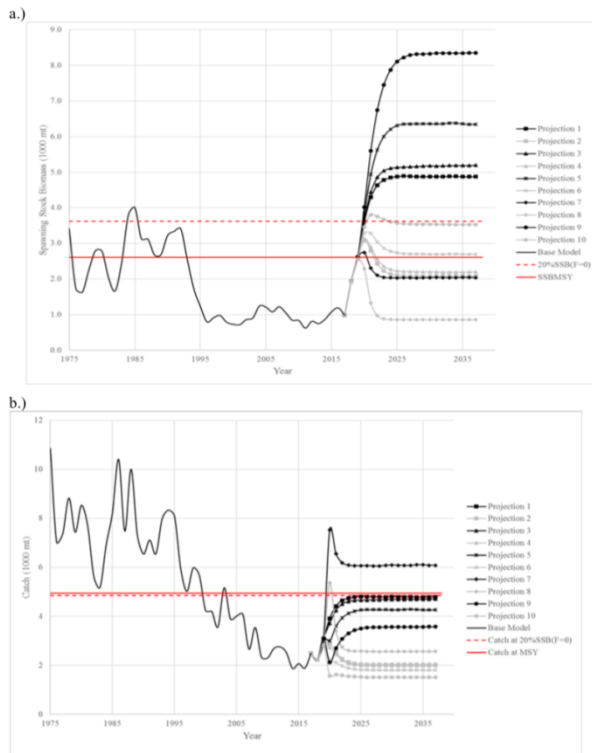 a.)
9.0
8.0
7.0
6.0
5.0
4.0
3.0
2.0
1.0
0.0
Spawning Stock Biomass (1000 mt)
1975
1985
1995
2005
2015
2025
2035
Year
Projection 1
Projection 2
Projection 3
Projection 4
Projection 5
Projection 6
Projection 7
Projection 8
Projection 9
Projection 10
Base Model
20%SSB(F=0)
SSBMSY
b.)
12
10
8
6
4
2
0
Catch (1000 mt)
1975
1985
1995
2005
2015
2025
2035
Year
Projection 1
Projection 2
Projection 3
Projection 4
Projection 5
Projection 6
Projection 7
Projection 8
Projection 9
Projection 10
Base Model
Catch at 20%SSB(F=0)
Catch at MSY